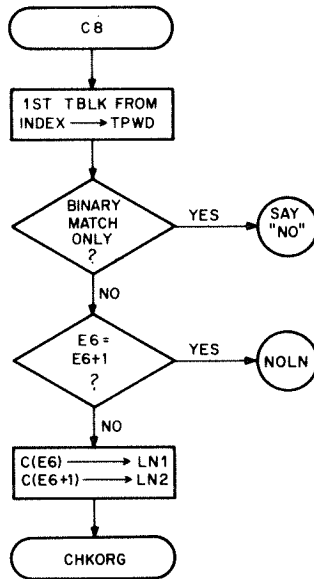 C8
1ST TBLK FROM
INDEX ⟶ TPWD
BINARY
MATCH
ONLY
?
YES
SAY
"NO"
NO
E6=
E6+1
?
YES
NOLN
NO
C(E6) ⟶ LN1
C(E6+1) ⟶ LN2
CHKORG